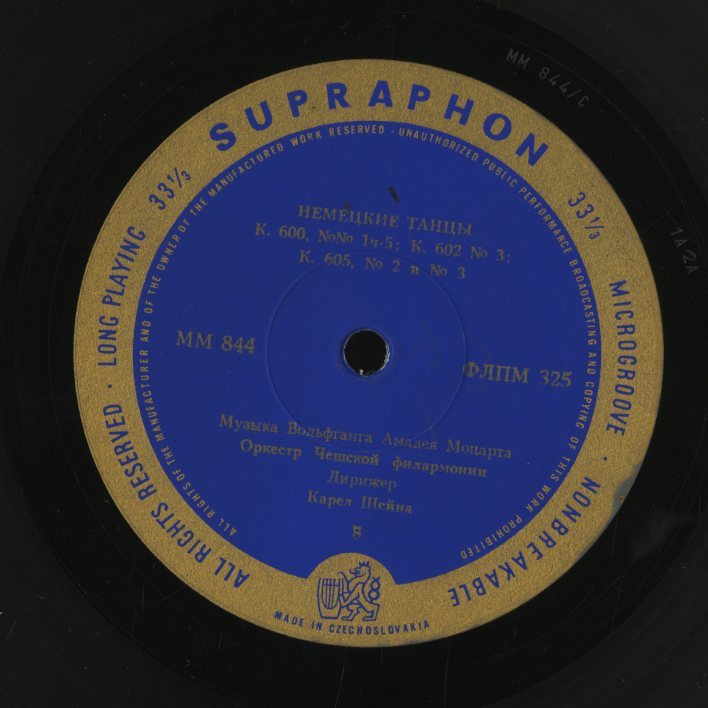 SUPRAPHON
33⅓
33⅓
LONG PLAYING
MICROGROOVE
ALL RIGHTS RESERVED
NONBREAKABLE
ALL RIGHTS OF THE MANUFACTURER AND OF THE OWNER OF THE MANUFACTURED WORK RESERVED - UNAUTHORIZED PUBLIC PERFORMANCE BROADCASTING AND COPYING OF THIS WORK PROHIBITED
НЕМЕЦКИЕ ТАНЦЫ
К. 600, №№ 1ч-5; К. 602 № 3;
К. 605, № 2 и № 3
ММ 844
ФЛПМ 325
Музыка Вольфганга Амадея Моцарта
Оркестр Чешской филармонии
Дирижер
Карел Шейна
MADE IN CZECHOSLOVAKIA
MM 844/C
1A 2A